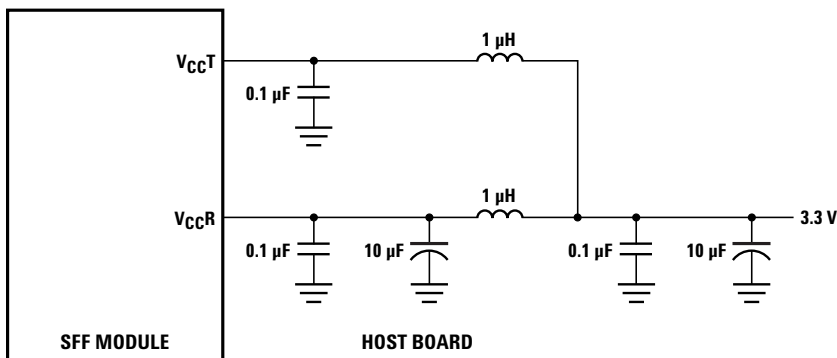 1 µH
VCCT
0.1 µF
1 µH
VCCR
3.3 V
0.1 µF
10 µF
0.1 µF
10 µF
SFF MODULE
HOST BOARD